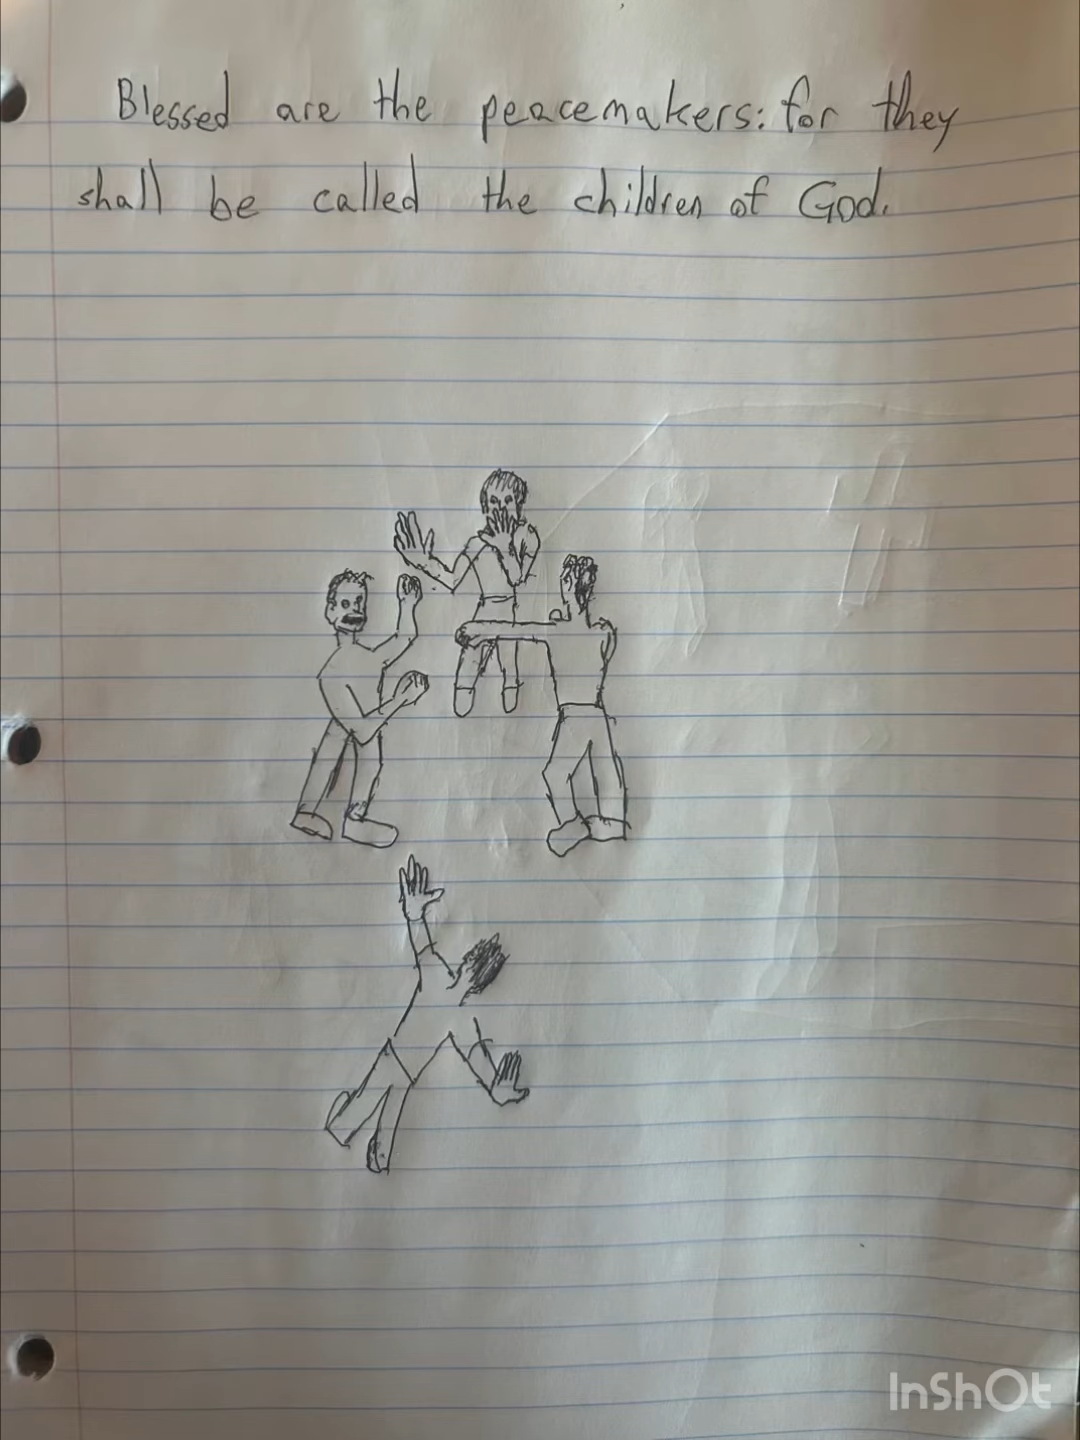 Blessed are the peacemakers: for they
shall be called the children of God.
InShOt